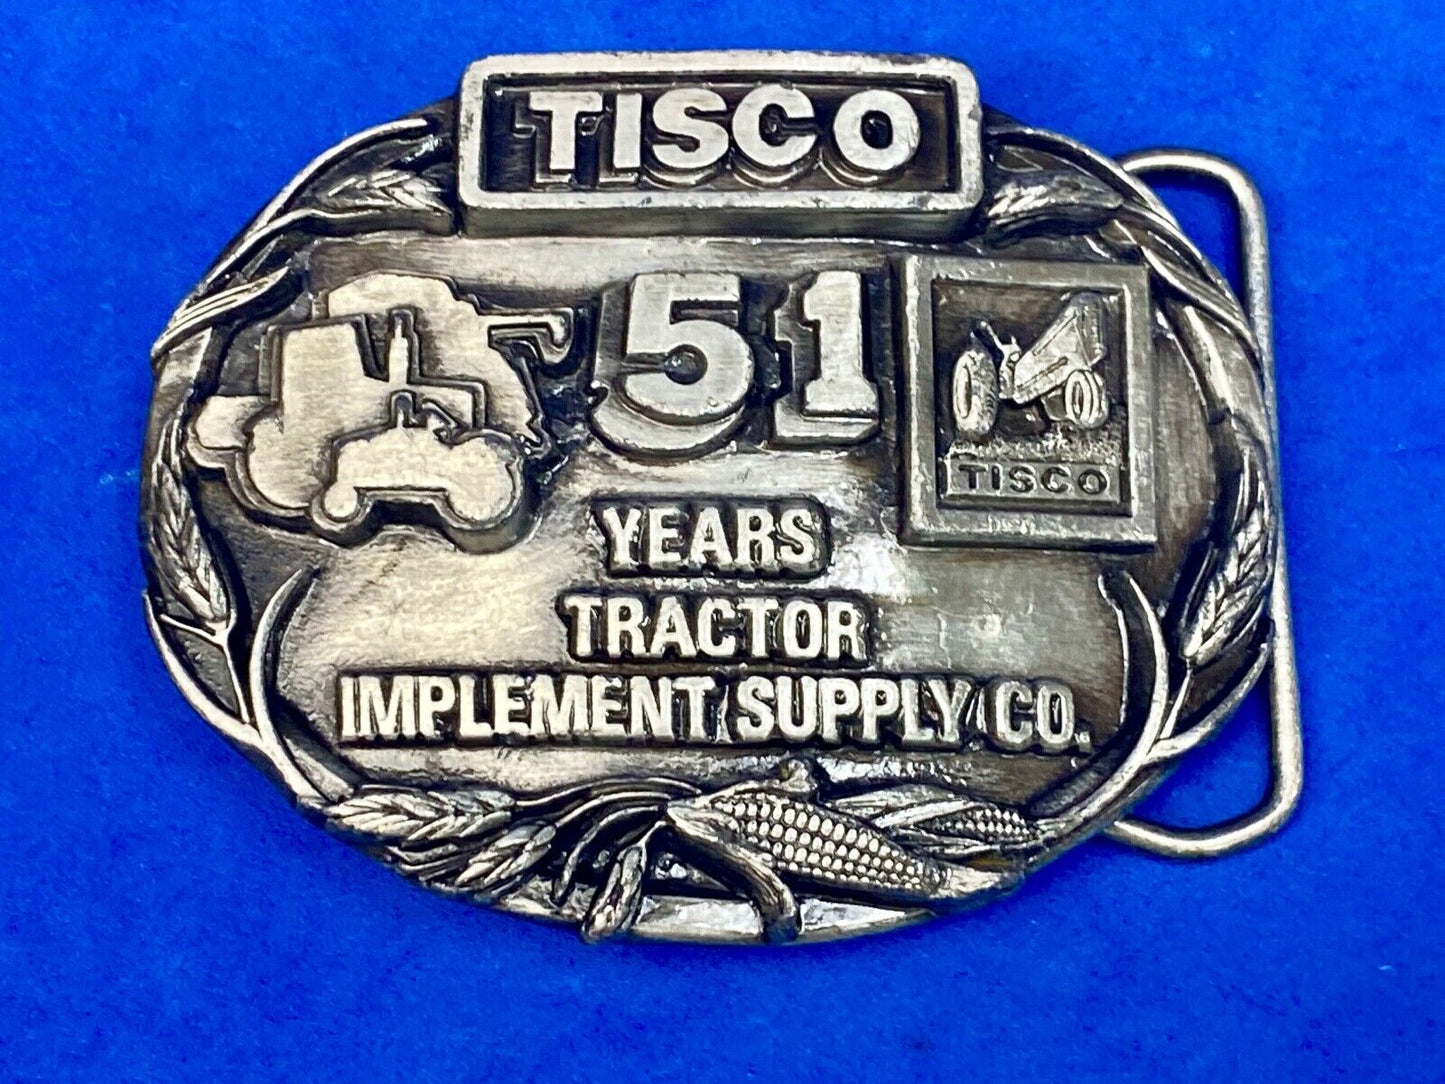 TISCO
51
TISCO
YEARS
TRACTOR
IMPLEMENT SUPPLY CO.